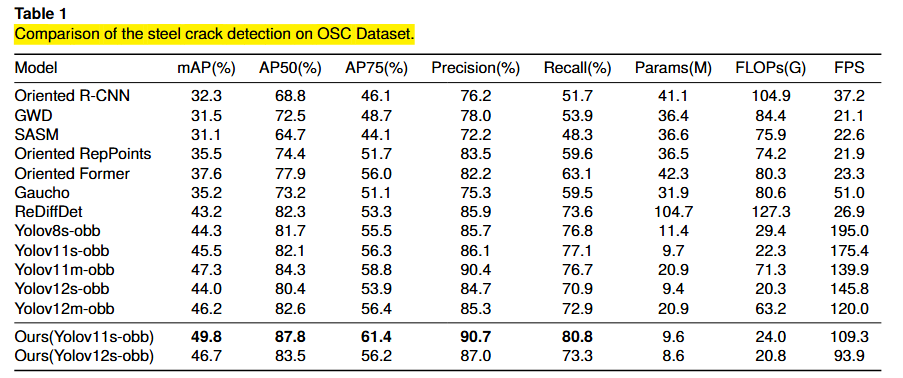 Table 1
Comparison of the steel crack detection on OSC Dataset.
Model mAP(%) AP50(%) AP75(%) Precision(%) Recall(%) Params(M) FLOPs(G) FPS
Oriented R-CNN 32.3 68.8 46.1 76.2 51.7 41.1 104.9 37.2
GWD 31.5 72.5 48.7 78.0 53.9 36.4 84.4 21.1
SASM 31.1 64.7 44.1 72.2 48.3 36.6 75.9 22.6
Oriented RepPoints 35.5 74.4 51.7 83.5 59.6 36.5 74.2 21.9
Oriented Former 37.6 77.9 56.0 82.2 63.1 42.3 80.3 23.3
Gaucho 35.2 73.2 51.1 75.3 59.5 31.9 80.6 51.0
ReDiffDet 43.2 82.3 53.3 85.9 73.6 104.7 127.3 26.9
Yolov8s-obb 44.3 81.7 55.5 85.7 76.8 11.4 29.4 195.0
Yolov11s-obb 45.5 82.1 56.3 86.1 77.1 9.7 22.3 175.4
Yolov11m-obb 47.3 84.3 58.8 90.4 76.7 20.9 71.3 139.9
Yolov12s-obb 44.0 80.4 53.9 84.7 70.9 9.4 20.3 145.8
Yolov12m-obb 46.2 82.6 56.4 85.3 72.9 20.9 63.2 120.0
Ours(Yolov11s-obb) 49.8 87.8 61.4 90.7 80.8 9.6 24.0 109.3
Ours(Yolov12s-obb) 46.7 83.5 56.2 87.0 73.3 8.6 20.8 93.9